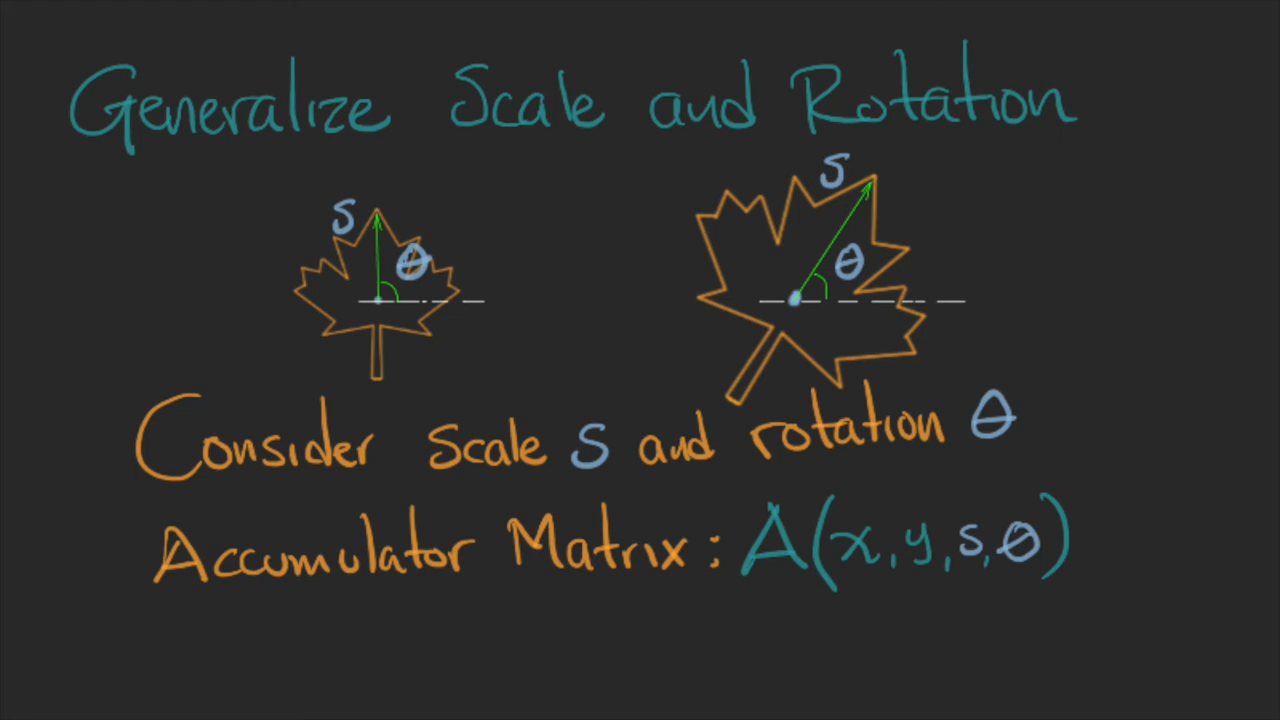 Generalize Scale and Rotation
s s
θ θ
Consider scale s and rotation θ
Accumulator Matrix: A(x, y, s, θ)